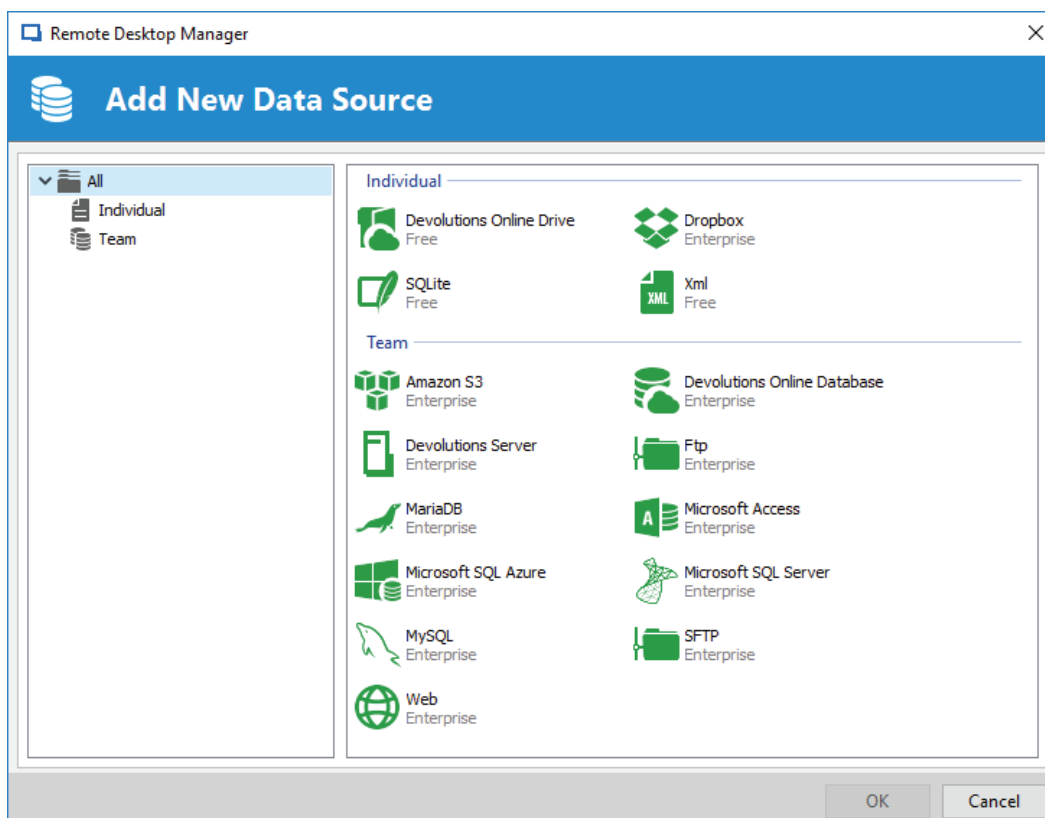 Remote Desktop Manager
Add New Data Source
All
Individual
Team
Individual
Devolutions Online Drive
Free
Dropbox
Enterprise
SQLite
Free
XML
Xml
Free
Team
Amazon S3
Enterprise
Devolutions Online Database
Enterprise
Devolutions Server
Enterprise
Ftp
Enterprise
MariaDB
Enterprise
A
Microsoft Access
Enterprise
Microsoft SQL Azure
Enterprise
Microsoft SQL Server
Enterprise
MySQL
Enterprise
SFTP
Enterprise
Web
Enterprise
OK
Cancel